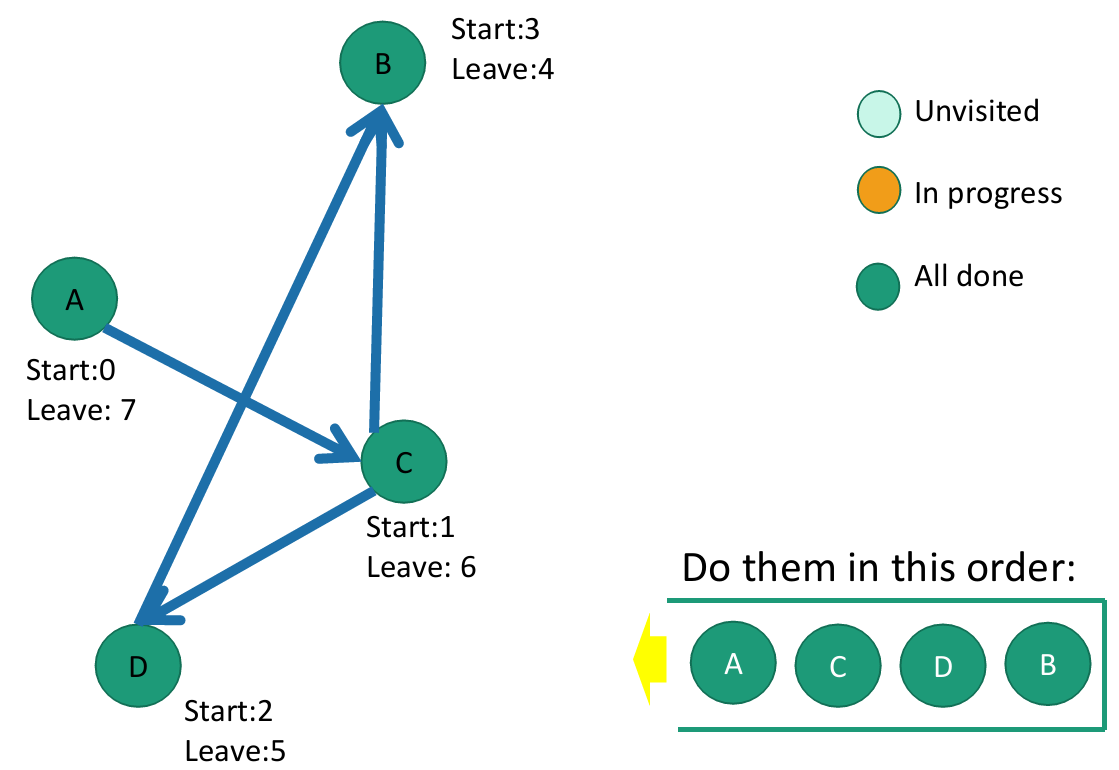 B
Start:3
Leave:4
Unvisited
In progress
All done
A
Start:0
Leave: 7
C
Start:1
Leave: 6
D
Start:2
Leave:5
Do them in this order:
A C D B